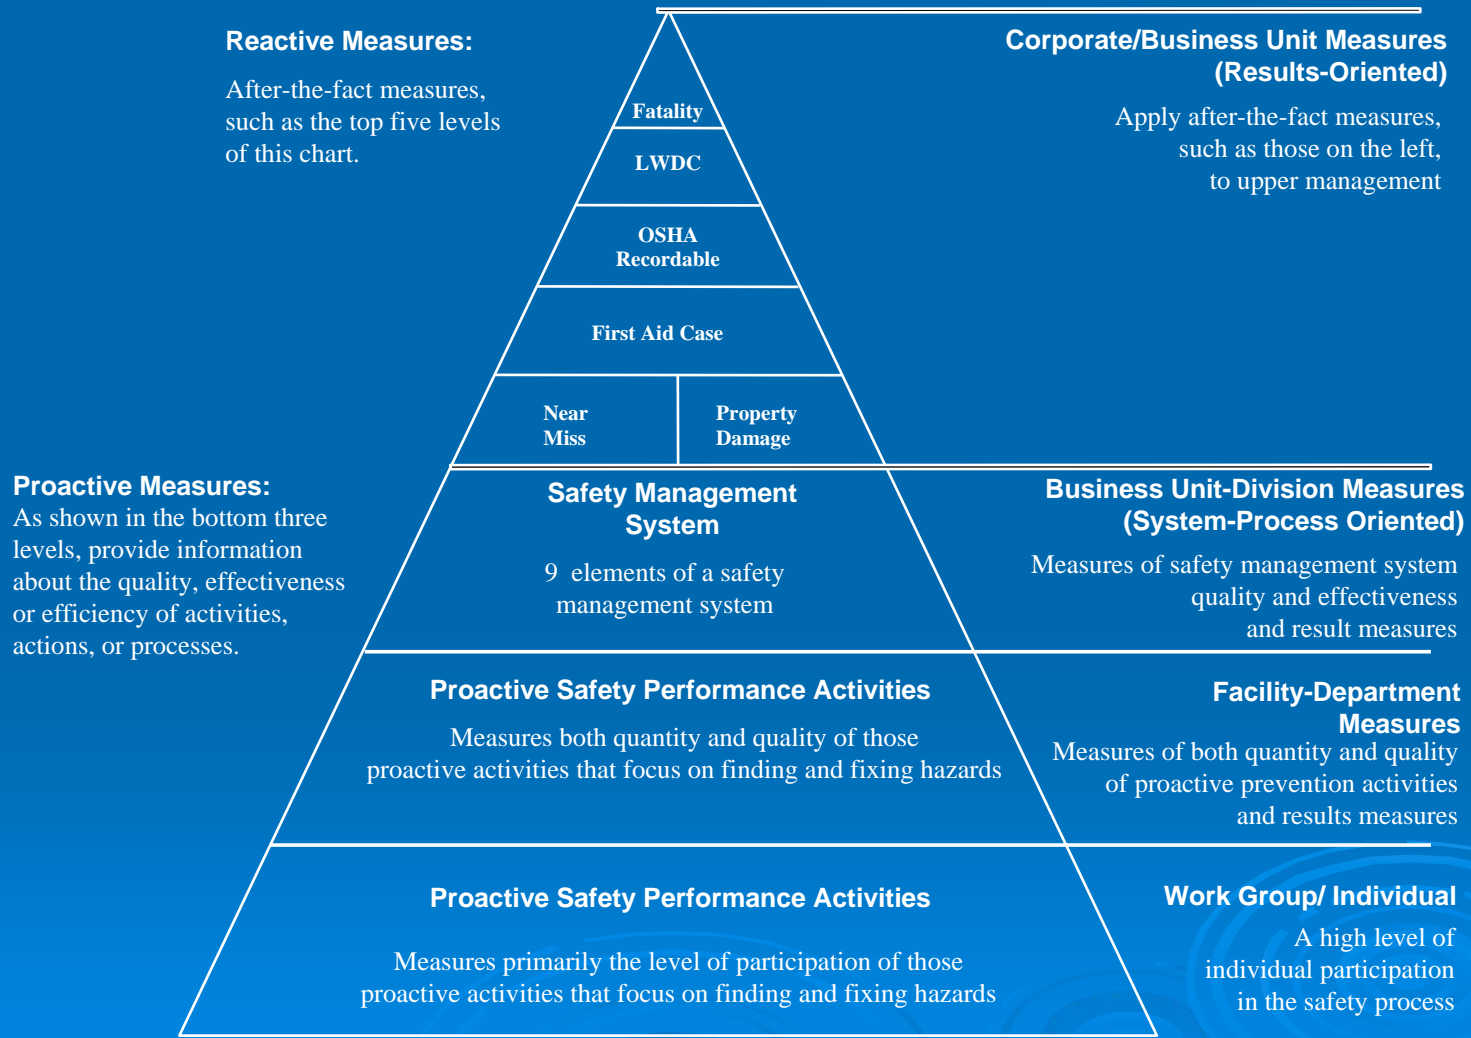 Reactive Measures:
After-the-fact measures,
such as the top five levels
of this chart.
Corporate/Business Unit Measures
(Results-Oriented)
Apply after-the-fact measures,
such as those on the left,
to upper management
Fatality
LWDC
OSHA
Recordable
First Aid Case
Near
Miss
Property
Damage
Proactive Measures:
As shown in the bottom three
levels, provide information
about the quality, effectiveness
or efficiency of activities,
actions, or processes.
Safety Management
System
9 elements of a safety
management system
Business Unit-Division Measures
(System-Process Oriented)
Measures of safety management system
quality and effectiveness
and result measures
Proactive Safety Performance Activities
Measures both quantity and quality of those
proactive activities that focus on finding and fixing hazards
Facility-Department
Measures
Measures of both quantity and quality
of proactive prevention activities
and results measures
Proactive Safety Performance Activities
Measures primarily the level of participation of those
proactive activities that focus on finding and fixing hazards
Work Group/ Individual
A high level of
individual participation
in the safety process